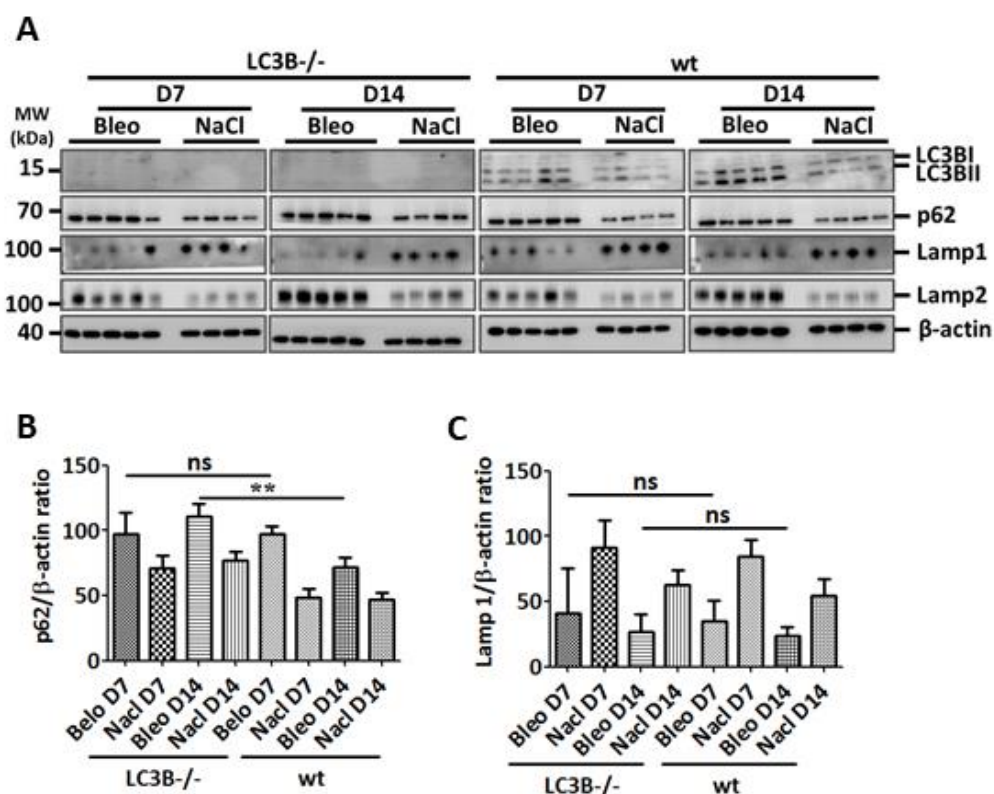 A
LC3B-/- wt
D7 D14 D7 D14
MW
(kDa)
Bleo NaCl Bleo NaCl Bleo NaCl Bleo NaCl
15 LC3BI
LC3BII
70 p62
100 Lamp1
100 Lamp2
40 β-actin
B
p62/β-actin ratio
150
100
50
0
ns
**
Belo D7
Nacl D7
Bleo D14
Nacl D14
Belo D7
Nacl D7
Bleo D14
Nacl D14
LC3B-/- wt
C
Lamp 1/β-actin ratio
150
100
50
0
ns
ns
Bleo D7
Nacl D7
Bleo D14
Nacl D14
Bleo D7
Nacl D7
Bleo D14
Nacl D14
LC3B-/- wt